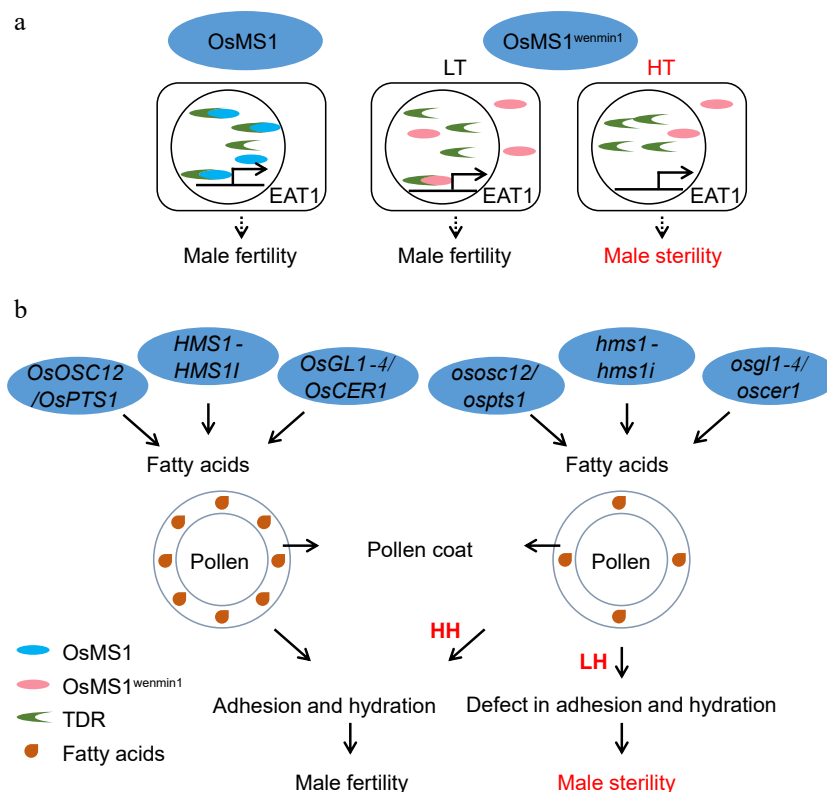 a
OsMS1
OsMS1wenmin1
LT
HT
EAT1
EAT1
EAT1
Male fertility
Male fertility
Male sterility
b
OsOSC12
/OsPTS1
HMS1-
HMS1I
OsGL1-4/
OsCER1
ososc12/
ospts1
hms1-
hms1i
osgl1-4/
oscer1
Fatty acids
Fatty acids
Pollen
Pollen coat
Pollen
HH
LH
OsMS1
OsMS1wenmin1
TDR
Fatty acids
Adhesion and hydration
Defect in adhesion and hydration
Male fertility
Male sterility